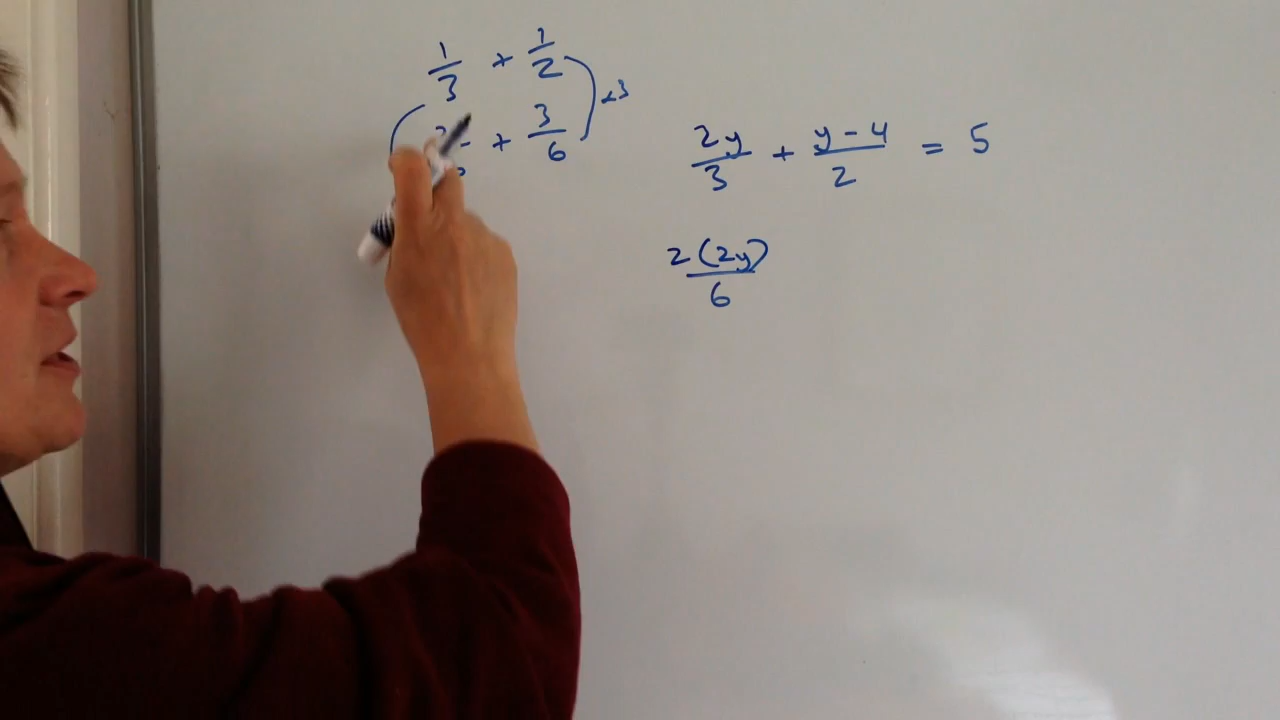 1/3 + 1/2
+ 3/6 ×3
2y/3 + y-4/2 = 5
2(2y)/6